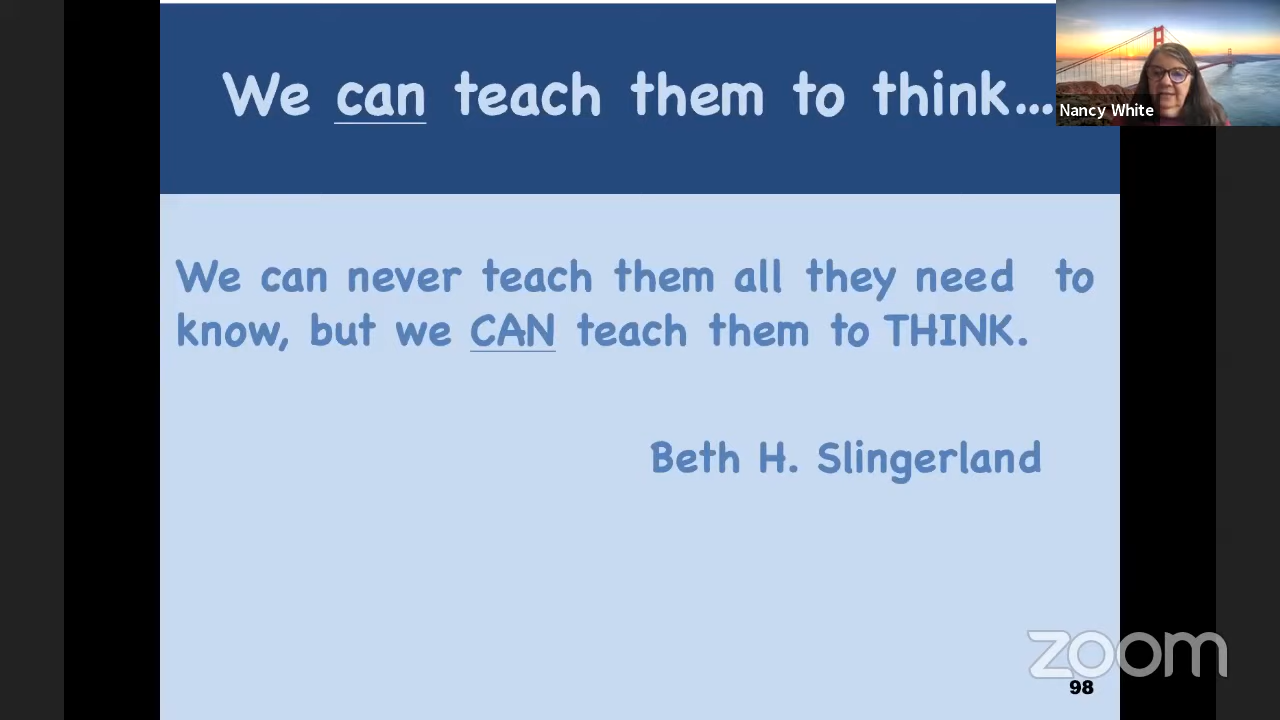 We can teach them to think...
Nancy White
We can never teach them all they need to
know, but we CAN teach them to THINK.
Beth H. Slingerland
zoom
98